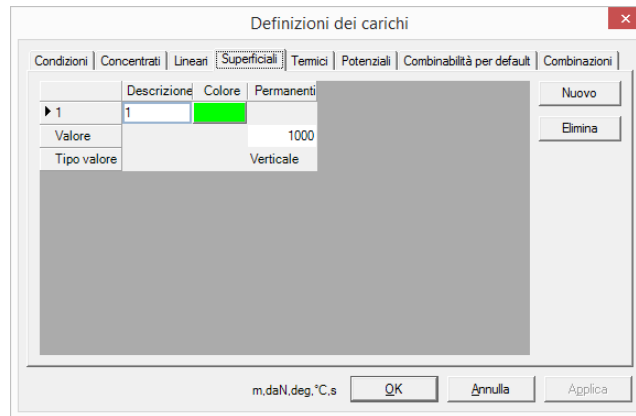 Definizioni dei carichi
Condizioni Concentrati Lineari Superficiali Termici Potenziali Combinabilità per default Combinazioni
Descrizione Colore Permanenti
1 1
Valore 1000
Tipo valore Verticale
Nuovo
Elimina
m,daN,deg,°C,s OK Annulla Applica